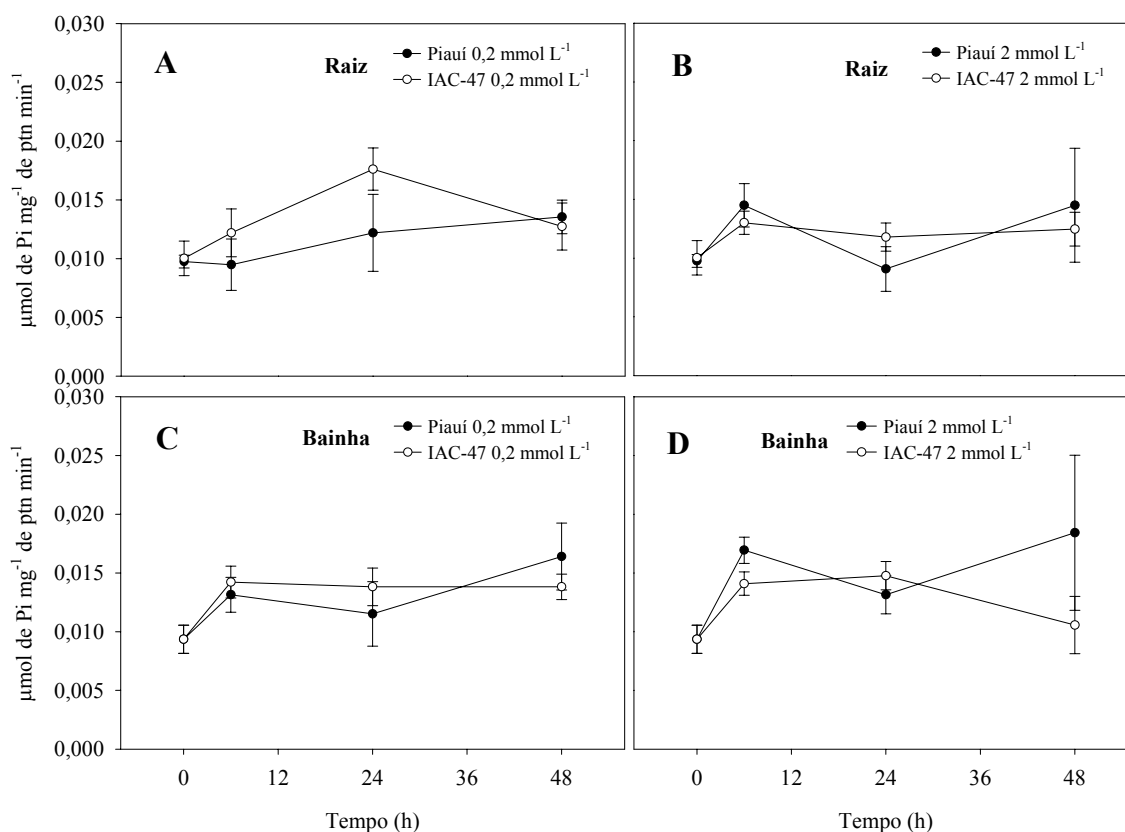 0,030
0,025
0,020
0,015
0,010
0,005
0,000
µmol de Pi mg⁻¹ de ptn min⁻¹
A
Raiz
Piauí 0,2 mmol L⁻¹
IAC-47 0,2 mmol L⁻¹
B
Raiz
Piauí 2 mmol L⁻¹
IAC-47 2 mmol L⁻¹
0,030
0,025
0,020
0,015
0,010
0,005
0,000
µmol de Pi mg⁻¹ de ptn min⁻¹
C
Bainha
Piauí 0,2 mmol L⁻¹
IAC-47 0,2 mmol L⁻¹
D
Bainha
Piauí 2 mmol L⁻¹
IAC-47 2 mmol L⁻¹
0 12 24 36 48
Tempo (h)
0 12 24 36 48
Tempo (h)